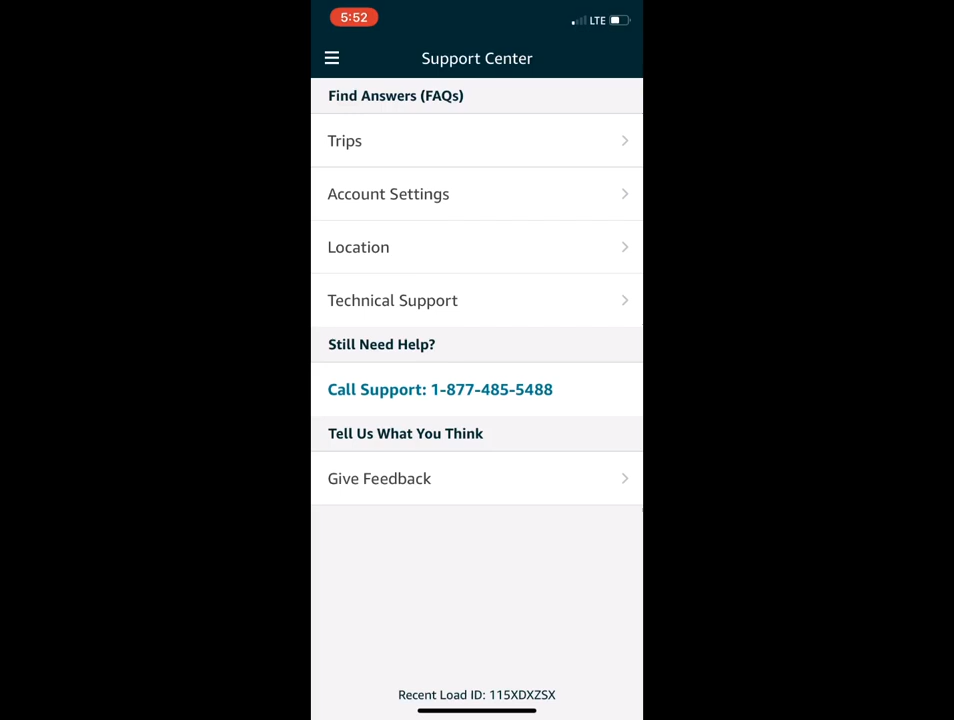 5:52
LTE
Support Center
Find Answers (FAQs)
Trips
Account Settings
Location
Technical Support
Still Need Help?
Call Support: 1-877-485-5488
Tell Us What You Think
Give Feedback
Recent Load ID: 115XDXZSX